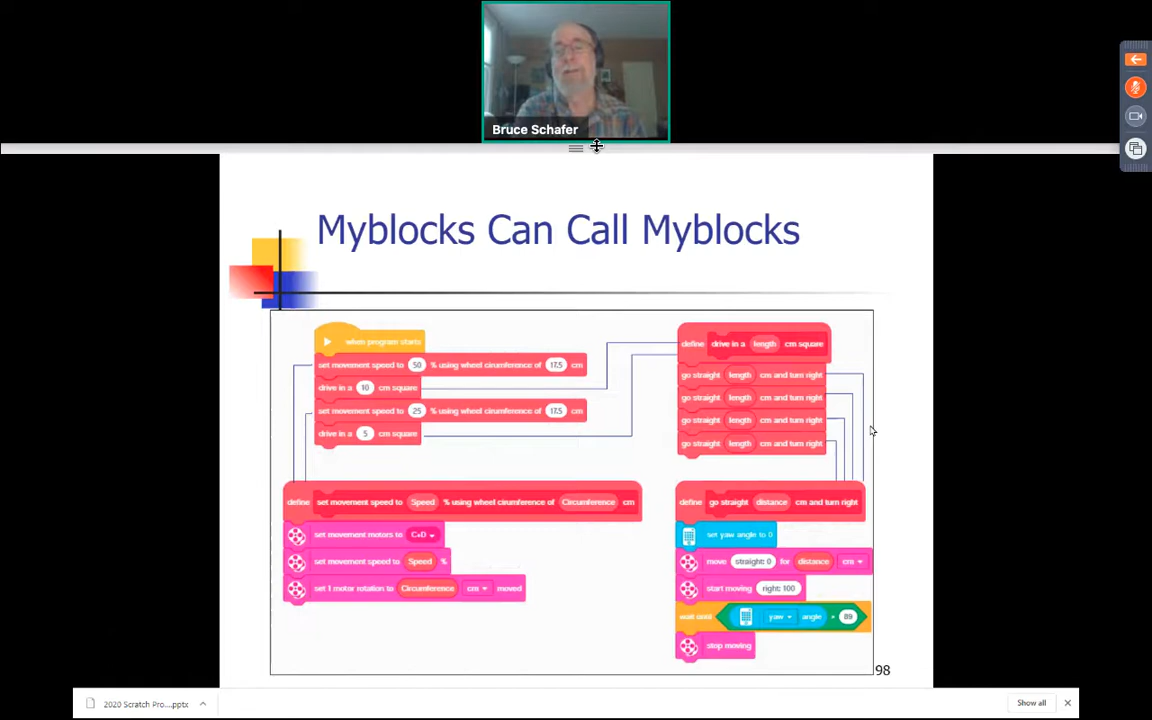 Bruce Schafer
Myblocks Can Call Myblocks
when program starts
set movement speed to 50 % using wheel cirumference of 17.5 cm
drive in a 10 cm square
set movement speed to 25 % using wheel cirumference of 17.5 cm
drive in a 5 cm square
define drive in a length cm square
go straight length cm and turn right
go straight length cm and turn right
go straight length cm and turn right
go straight length cm and turn right
define set movement speed to Speed % using wheel cirumference of Circumference cm
set movement motors to C+D
set movement speed to Speed %
set 1 motor rotation to Circumference cm moved
define go straight distance cm and turn right
set yaw angle to 0
move straight: 0 for distance cm
start moving right: 100
wait until yaw angle 89
stop moving
98
2020 Scratch Pro....pptx
Show all